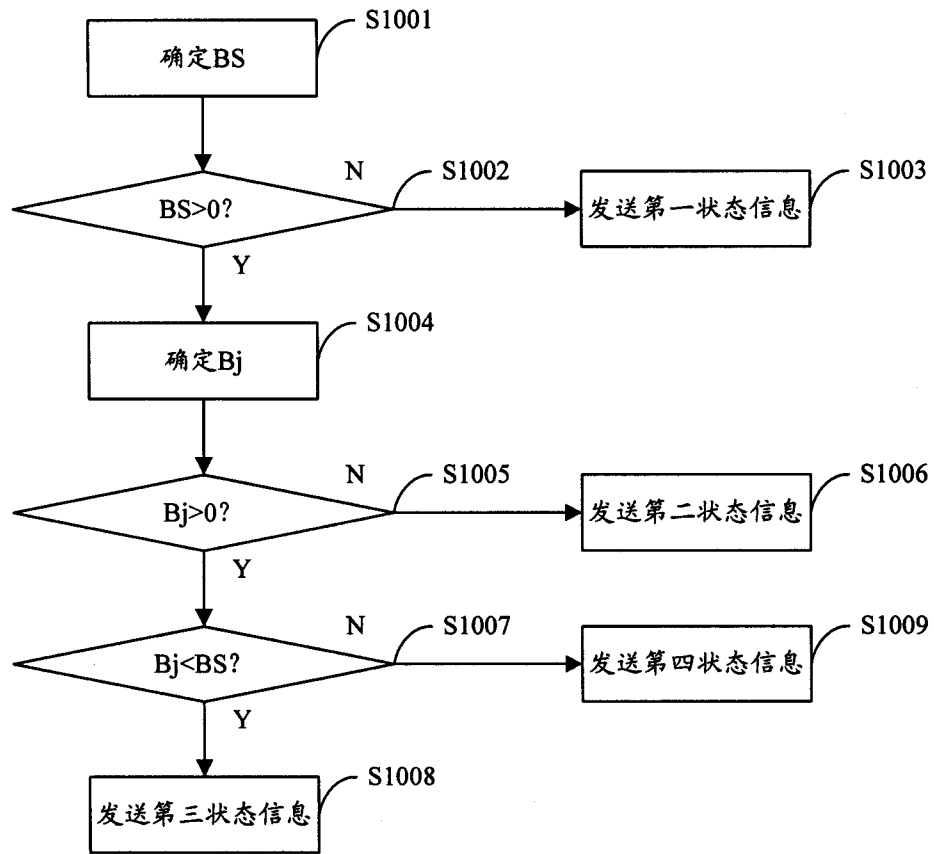 S1001
确定BS
N
S1002
S1003
BS>0?
发送第一状态信息
Y
S1004
确定Bj
N
S1005
S1006
Bj>0?
发送第二状态信息
Y
N
S1007
S1009
Bj<BS?
发送第四状态信息
Y
S1008
发送第三状态信息